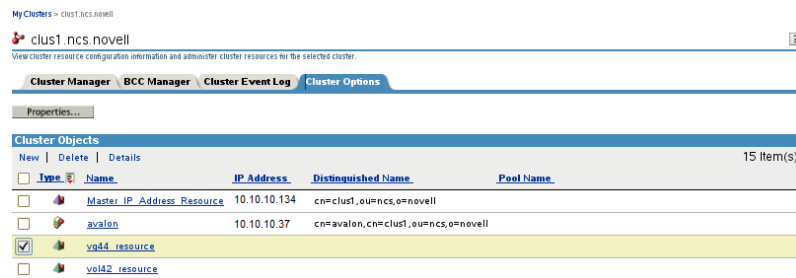 My Clusters > clus1.ncs.novell
clus1.ncs.novell
View cluster resource configuration information and administer cluster resources for the selected cluster.
Cluster Manager BCC Manager Cluster Event Log Cluster Options
Properties...
Cluster Objects
New | Delete | Details 15 Item(s)
Type Name IP Address Distinguished Name Pool Name
Master_IP_Address_Resource 10.10.10.134 cn=clus1,ou=ncs,o=novell
avalon 10.10.10.37 cn=avalon,cn=clus1,ou=ncs,o=novell
vg44_resource
vol42_resource